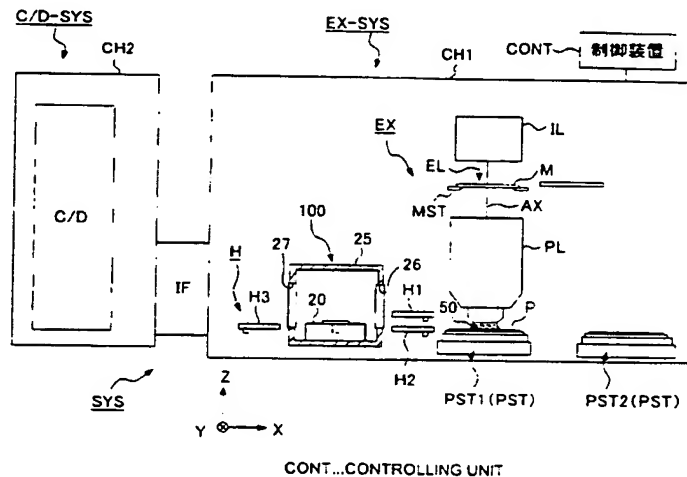 C/D-SYS
EX-SYS
CH2
CH1
CONT
制御装置
EX
IL
EL
M
C/D
MST
AX
100
25
PL
27
26
H
IF
H3
20
H1
50
P
H2
SYS
Z
PST1(PST)
PST2(PST)
Y
X
CONT...CONTROLLING UNIT